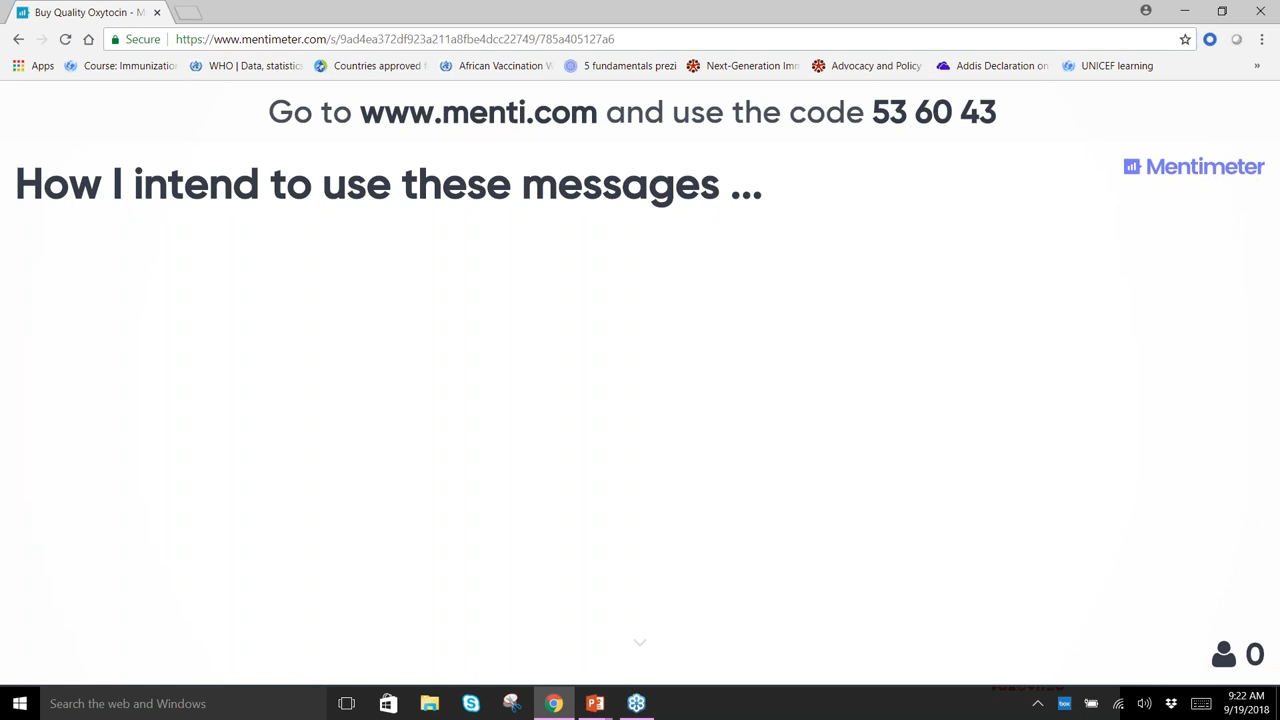 Buy Quality Oxytocin - M
Secure https://www.mentimeter.com/s/9ad4ea372df923a211a8fbe4dcc22749/785a405127a6
Apps Course: Immunizatio WHO | Data, statistics Countries approved f African Vaccination W 5 fundamentals prezi Next-Generation Imm Advocacy and Policy Addis Declaration on UNICEF learning »
Go to www.menti.com and use the code 53 60 43
Mentimeter
How I intend to use these messages ...
0
Search the web and Windows
box
9:22 AM
9/19/2018